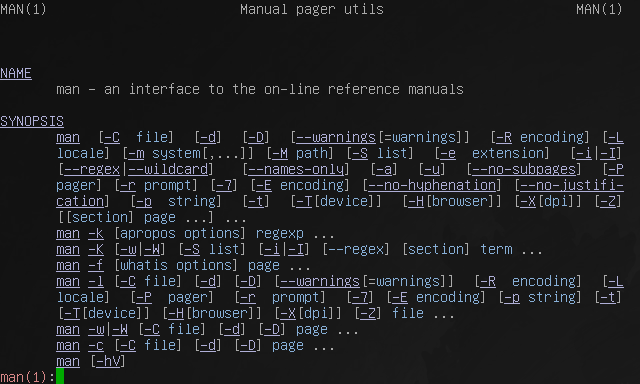 MAN(1) Manual pager utils MAN(1)
NAME
man - an interface to the on-line reference manuals
SYNOPSIS
man [-C file] [-d] [-D] [--warnings[=warnings]] [-R encoding] [-L
locale] [-m system[,...]] [-M path] [-S list] [-e extension] [-i|-I]
[--regex|--wildcard] [--names-only] [-a] [-u] [--no-subpages] [-P
pager] [-r prompt] [-7] [-E encoding] [--no-hyphenation] [--no-justifi-
cation] [-p string] [-t] [-T[device]] [-H[browser]] [-X[dpi]] [-Z]
[[section] page ...] ...
man -k [apropos options] regexp ...
man -K [-w|-W] [-S list] [-i|-I] [--regex] [section] term ...
man -f [whatis options] page ...
man -l [-C file] [-d] [-D] [--warnings[=warnings]] [-R encoding] [-L
locale] [-P pager] [-r prompt] [-7] [-E encoding] [-p string] [-t]
[-T[device]] [-H[browser]] [-X[dpi]] [-Z] file ...
man -w|-W [-C file] [-d] [-D] page ...
man -c [-C file] [-d] [-D] page ...
man [-hV]
man(1):